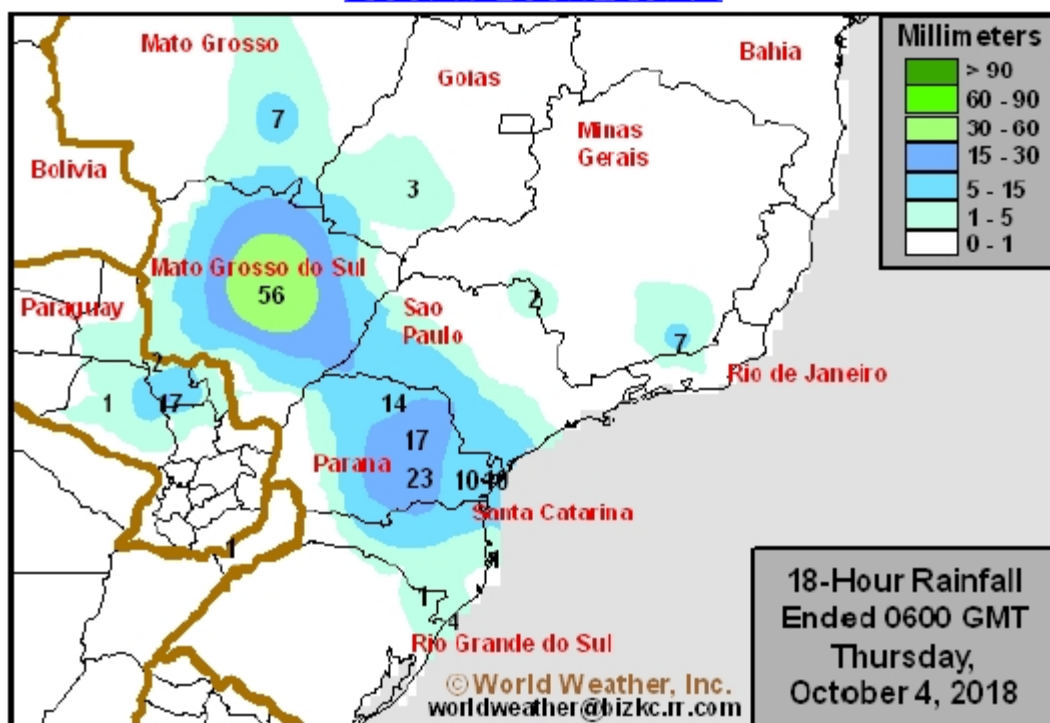 Mato Grosso
Goias
Bahia
Minas
Gerais
Bolivia
7
3
Mato Grosso do Sul
56
Paraguay
Sao
Paulo
2
7
Rio de Janeiro
2
1
17
14
17
Parana
23
10
Santa Catarina
1
1
4
Rio Grande do Sul
Millimeters
> 90
60 - 90
30 - 60
15 - 30
5 - 15
1 - 5
0 - 1
18-Hour Rainfall
Ended 0600 GMT
Thursday,
October 4, 2018
©World Weather, Inc.
worldweather@bizkc.rr.com